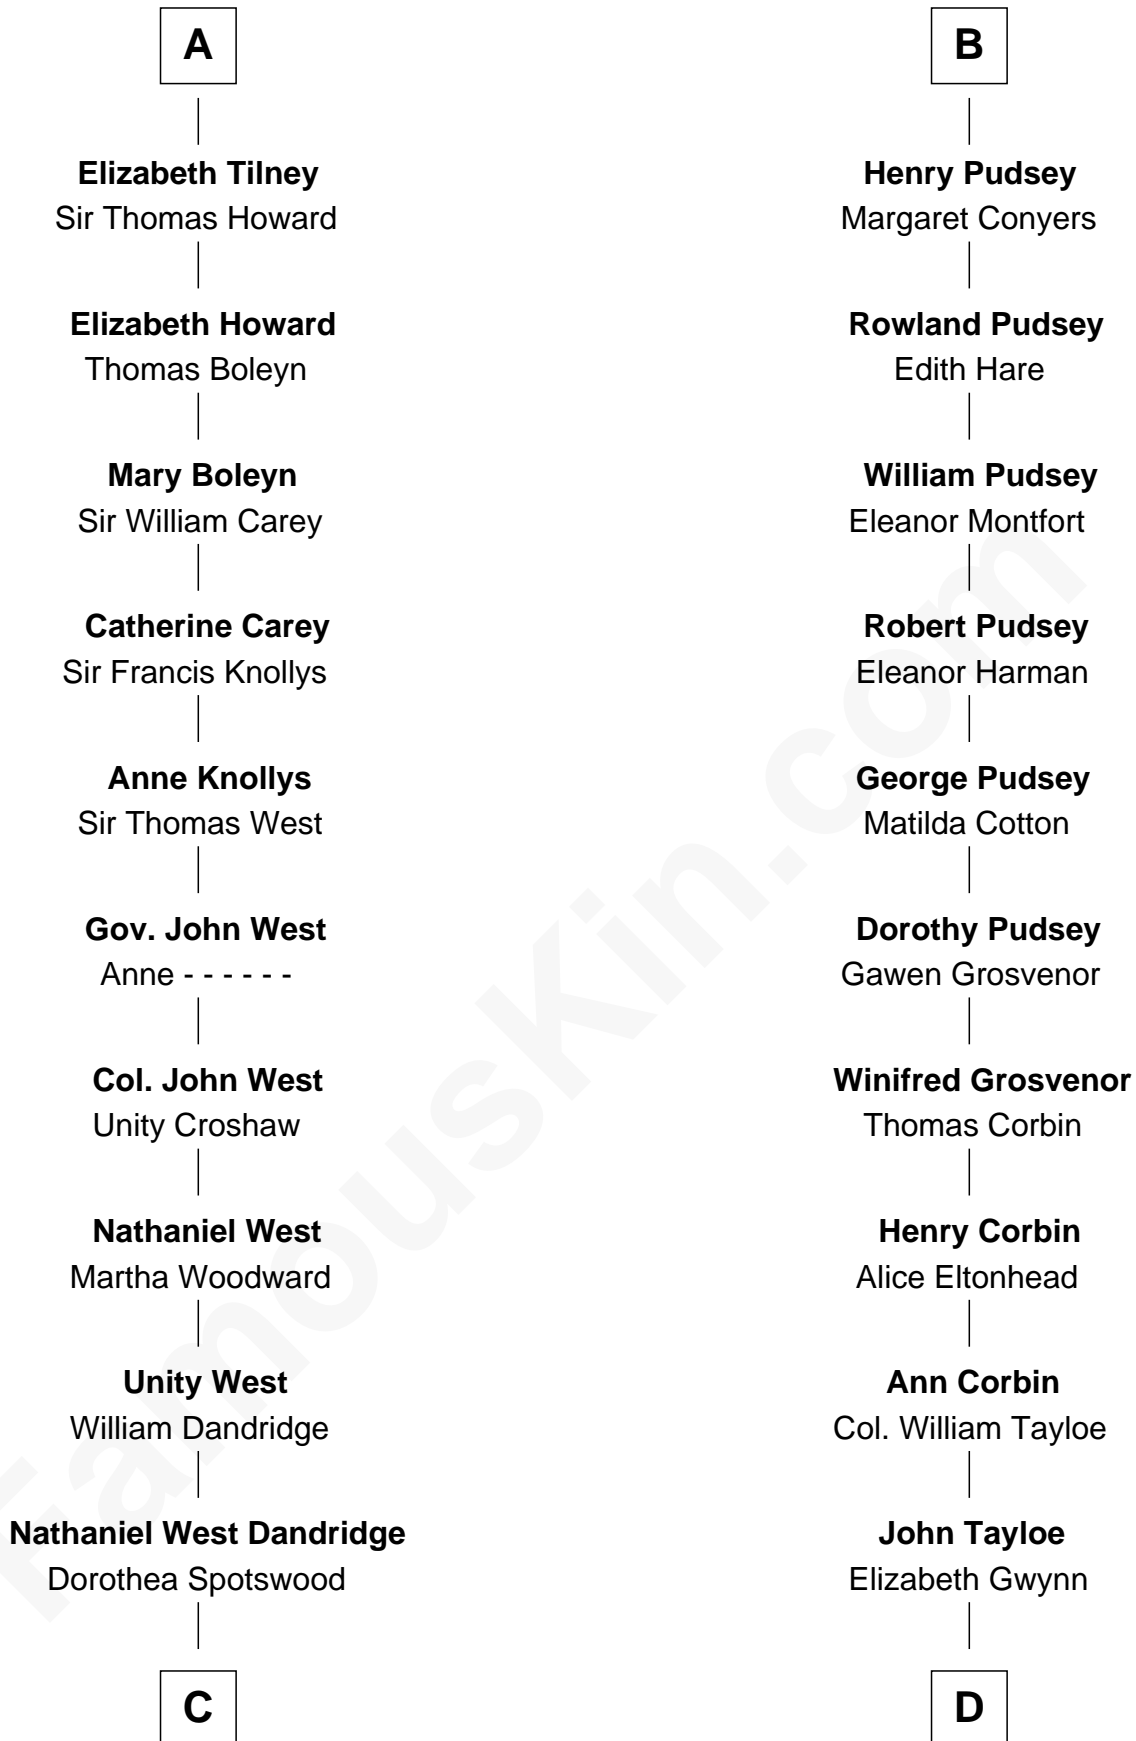 A
Elizabeth Tilney
Sir Thomas Howard
Elizabeth Howard
Thomas Boleyn
Mary Boleyn
Sir William Carey
Catherine Carey
Sir Francis Knollys
Anne Knollys
Sir Thomas West
Gov. John West
Anne - - - - - -
Col. John West
Unity Croshaw
Nathaniel West
Martha Woodward
Unity West
William Dandridge
Nathaniel West Dandridge
Dorothea Spotswood
C
B
Henry Pudsey
Margaret Conyers
Rowland Pudsey
Edith Hare
William Pudsey
Eleanor Montfort
Robert Pudsey
Eleanor Harman
George Pudsey
Matilda Cotton
Dorothy Pudsey
Gawen Grosvenor
Winifred Grosvenor
Thomas Corbin
Henry Corbin
Alice Eltonhead
Ann Corbin
Col. William Tayloe
John Tayloe
Elizabeth Gwynn
D
FamousKin.com